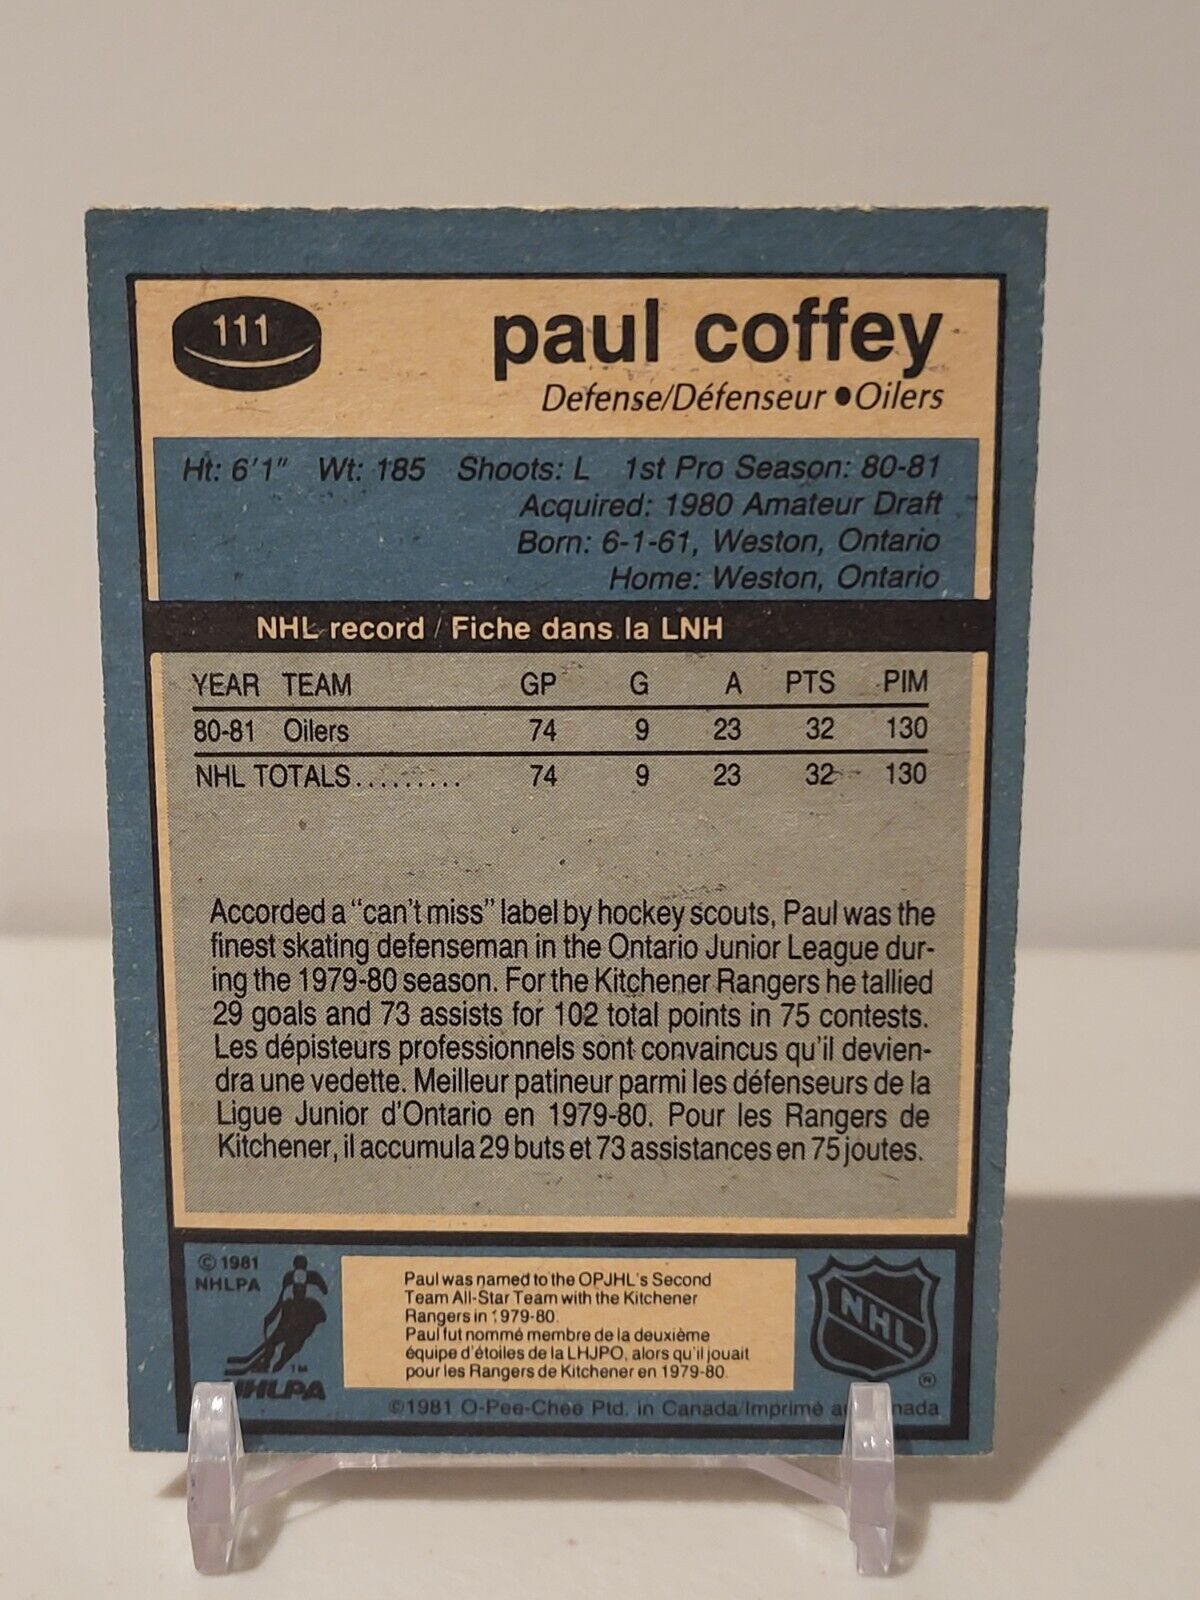 111
paul coffey
Defense/Défenseur ● Oilers
Ht: 6'1" Wt: 185 Shoots: L 1st Pro Season: 80-81
Acquired: 1980 Amateur Draft
Born: 6-1-61, Weston, Ontario
Home: Weston, Ontario
NHL record / Fiche dans la LNH
YEAR TEAM GP G A PTS PIM
80-81 Oilers 74 9 23 32 130
NHL TOTALS......... 74 9 23 32 130
Accorded a "can't miss" label by hockey scouts, Paul was the
finest skating defenseman in the Ontario Junior League dur-
ing the 1979-80 season. For the Kitchener Rangers he tallied
29 goals and 73 assists for 102 total points in 75 contests.
Les dépisteurs professionnels sont convaincus qu'il devien-
dra une vedette. Meilleur patineur parmi les défenseurs de la
Ligue Junior d'Ontario en 1979-80. Pour les Rangers de
Kitchener, il accumula 29 buts et 73 assistances en 75 joutes.
© 1981
NHLPA
TM
NHLPA
Paul was named to the OPJHL's Second
Team All-Star Team with the Kitchener
Rangers in 1979-80.
Paul fut nommé membre de la deuxième
équipe d'étoiles de la LHJPO, alors qu'il jouait
pour les Rangers de Kitchener en 1979-80.
NHL
®
©1981 O-Pee-Chee Ptd. in Canada/Imprimé